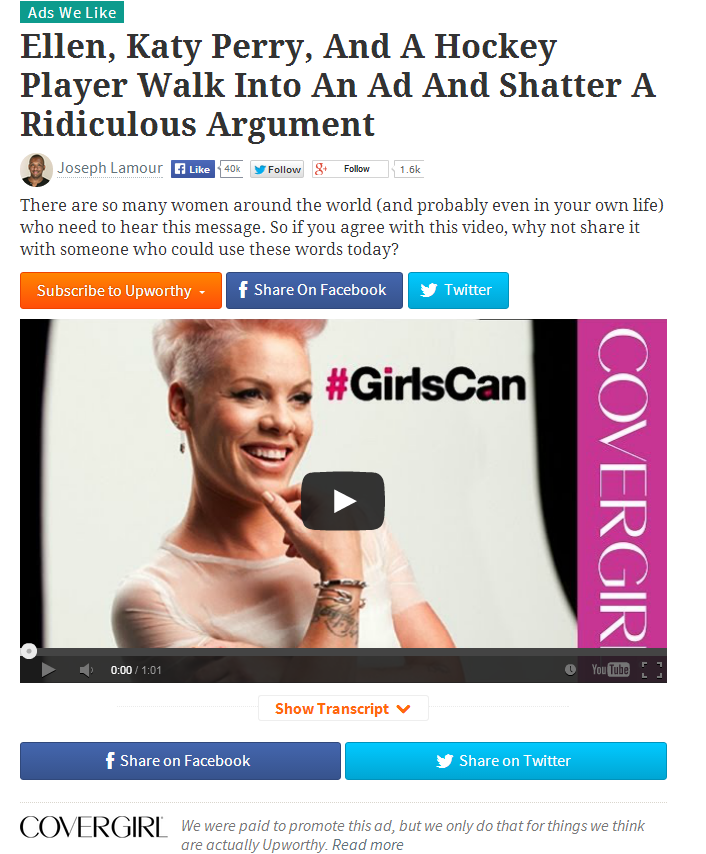 Ads We Like
Ellen, Katy Perry, And A Hockey
Player Walk Into An Ad And Shatter A
Ridiculous Argument
Joseph Lamour
f Like
40k
Follow
g+ Follow
1.6k
There are so many women around the world (and probably even in your own life)
who need to hear this message. So if you agree with this video, why not share it
with someone who could use these words today?
Subscribe to Upworthy
f Share On Facebook
Twitter
#GirlsCan
COVERGIRL
0:00 / 1:01
YouTube
Show Transcript
f Share on Facebook
Share on Twitter
COVERGIRL
We were paid to promote this ad, but we only do that for things we think
are actually Upworthy. Read more